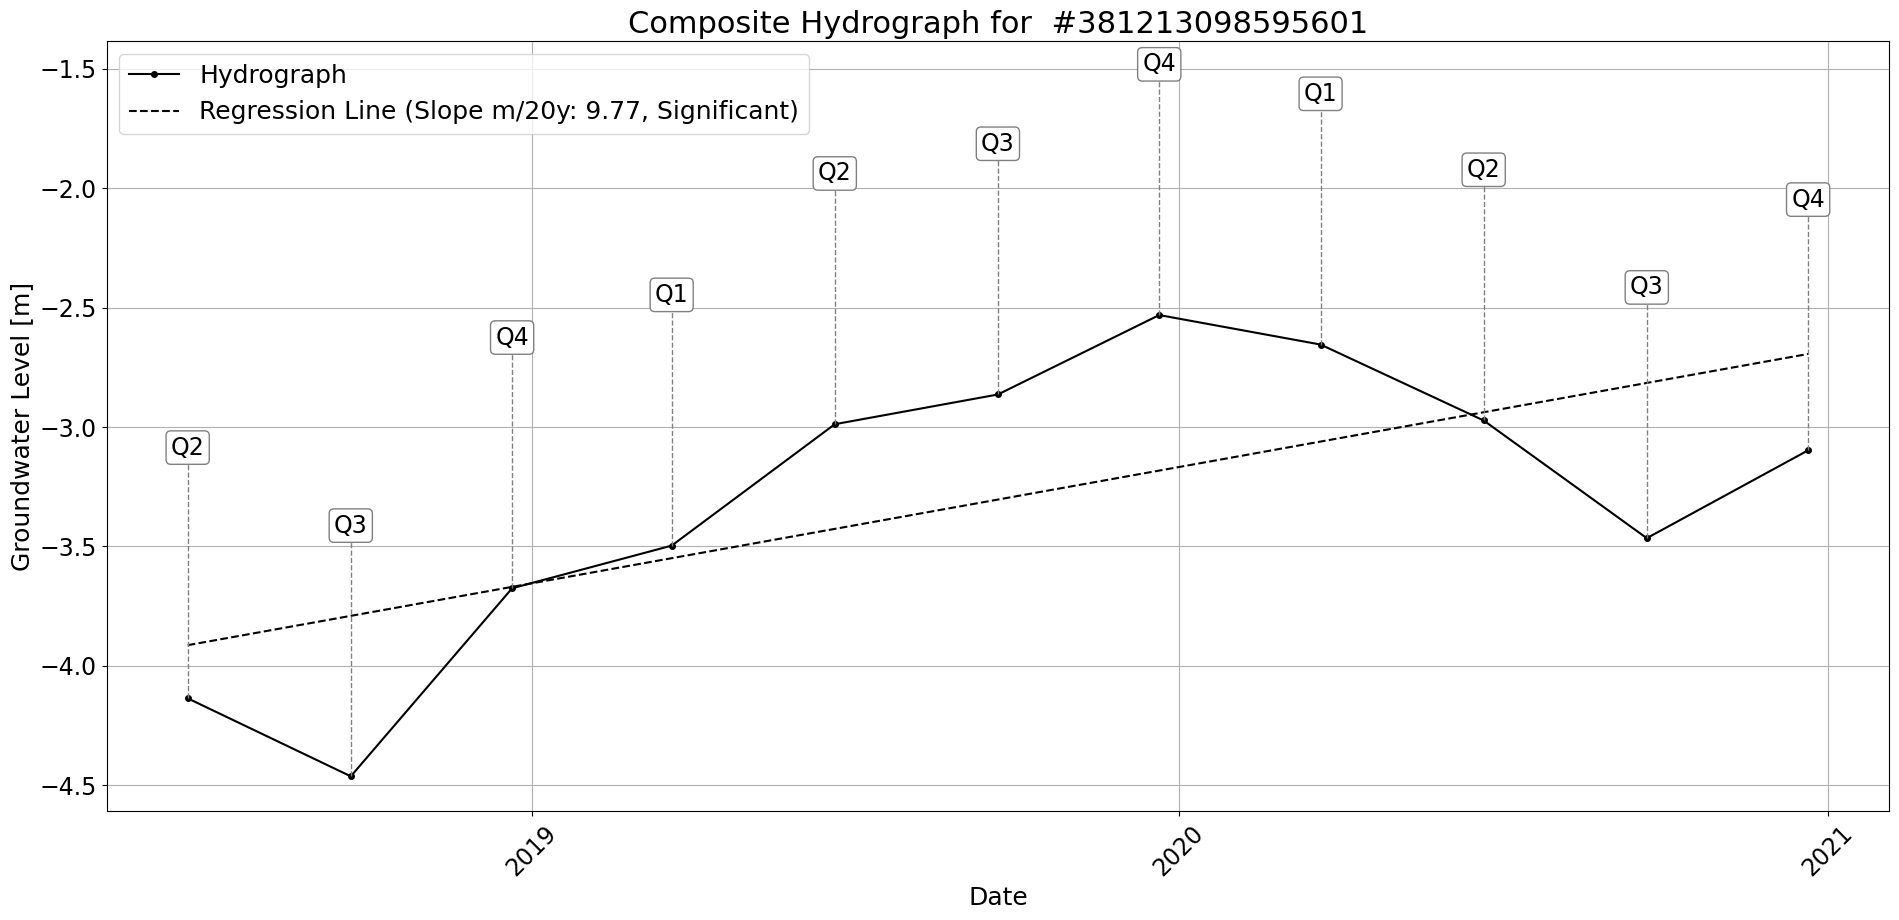 Composite Hydrograph for  #381213098595601
Hydrograph
Regression Line (Slope m/20y: 9.77, Significant)
Groundwater Level [m]
−1.5
−2.0
−2.5
−3.0
−3.5
−4.0
−4.5
Q2
Q3
Q4
Q1
Q2
Q3
Q4
Q1
Q2
Q3
Q4
2019
2020
2021
Date